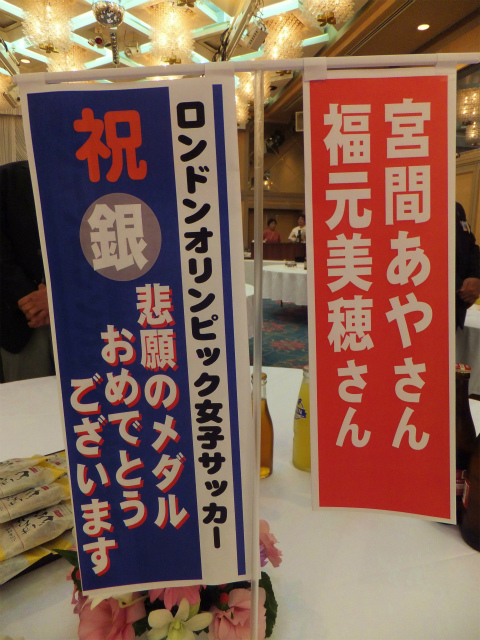 ロンドンオリンピック女子サッカー
祝
銀
悲願のメダル
おめでとう
ございます
宮間あやさん
福元美穂さん